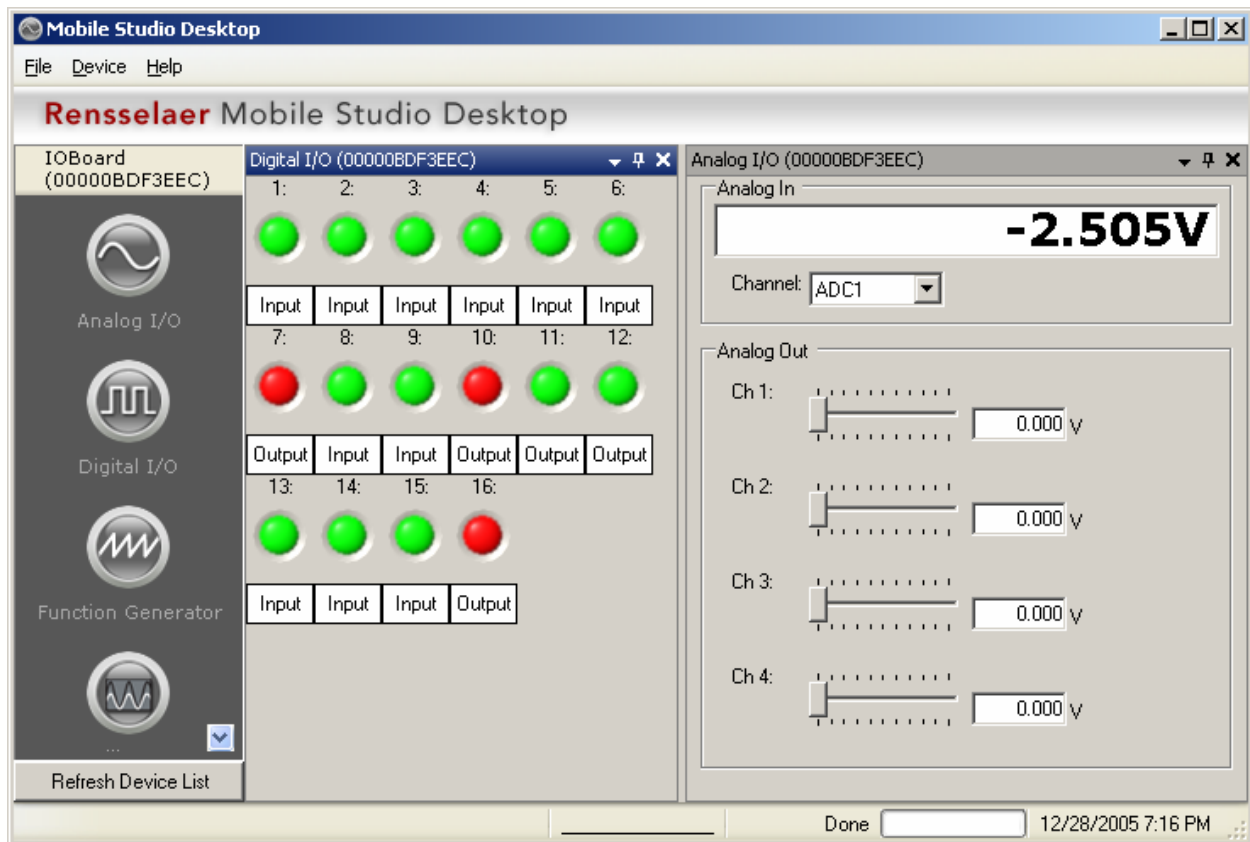 Mobile Studio Desktop
File Device Help
Rensselaer Mobile Studio Desktop
IOBoard
(00000BDF3EEC)
Analog I/O
Digital I/O
Function Generator
...
Refresh Device List
Digital I/O (00000BDF3EEC)
1: 2: 3: 4: 5: 6:
Input Input Input Input Input Input
7: 8: 9: 10: 11: 12:
Output Input Input Output Output Output
13: 14: 15: 16:
Input Input Input Output
Analog I/O (00000BDF3EEC)
Analog In
-2.505V
Channel: ADC1
Analog Out
Ch 1: 0.000 V
Ch 2: 0.000 V
Ch 3: 0.000 V
Ch 4: 0.000 V
Done 12/28/2005 7:16 PM